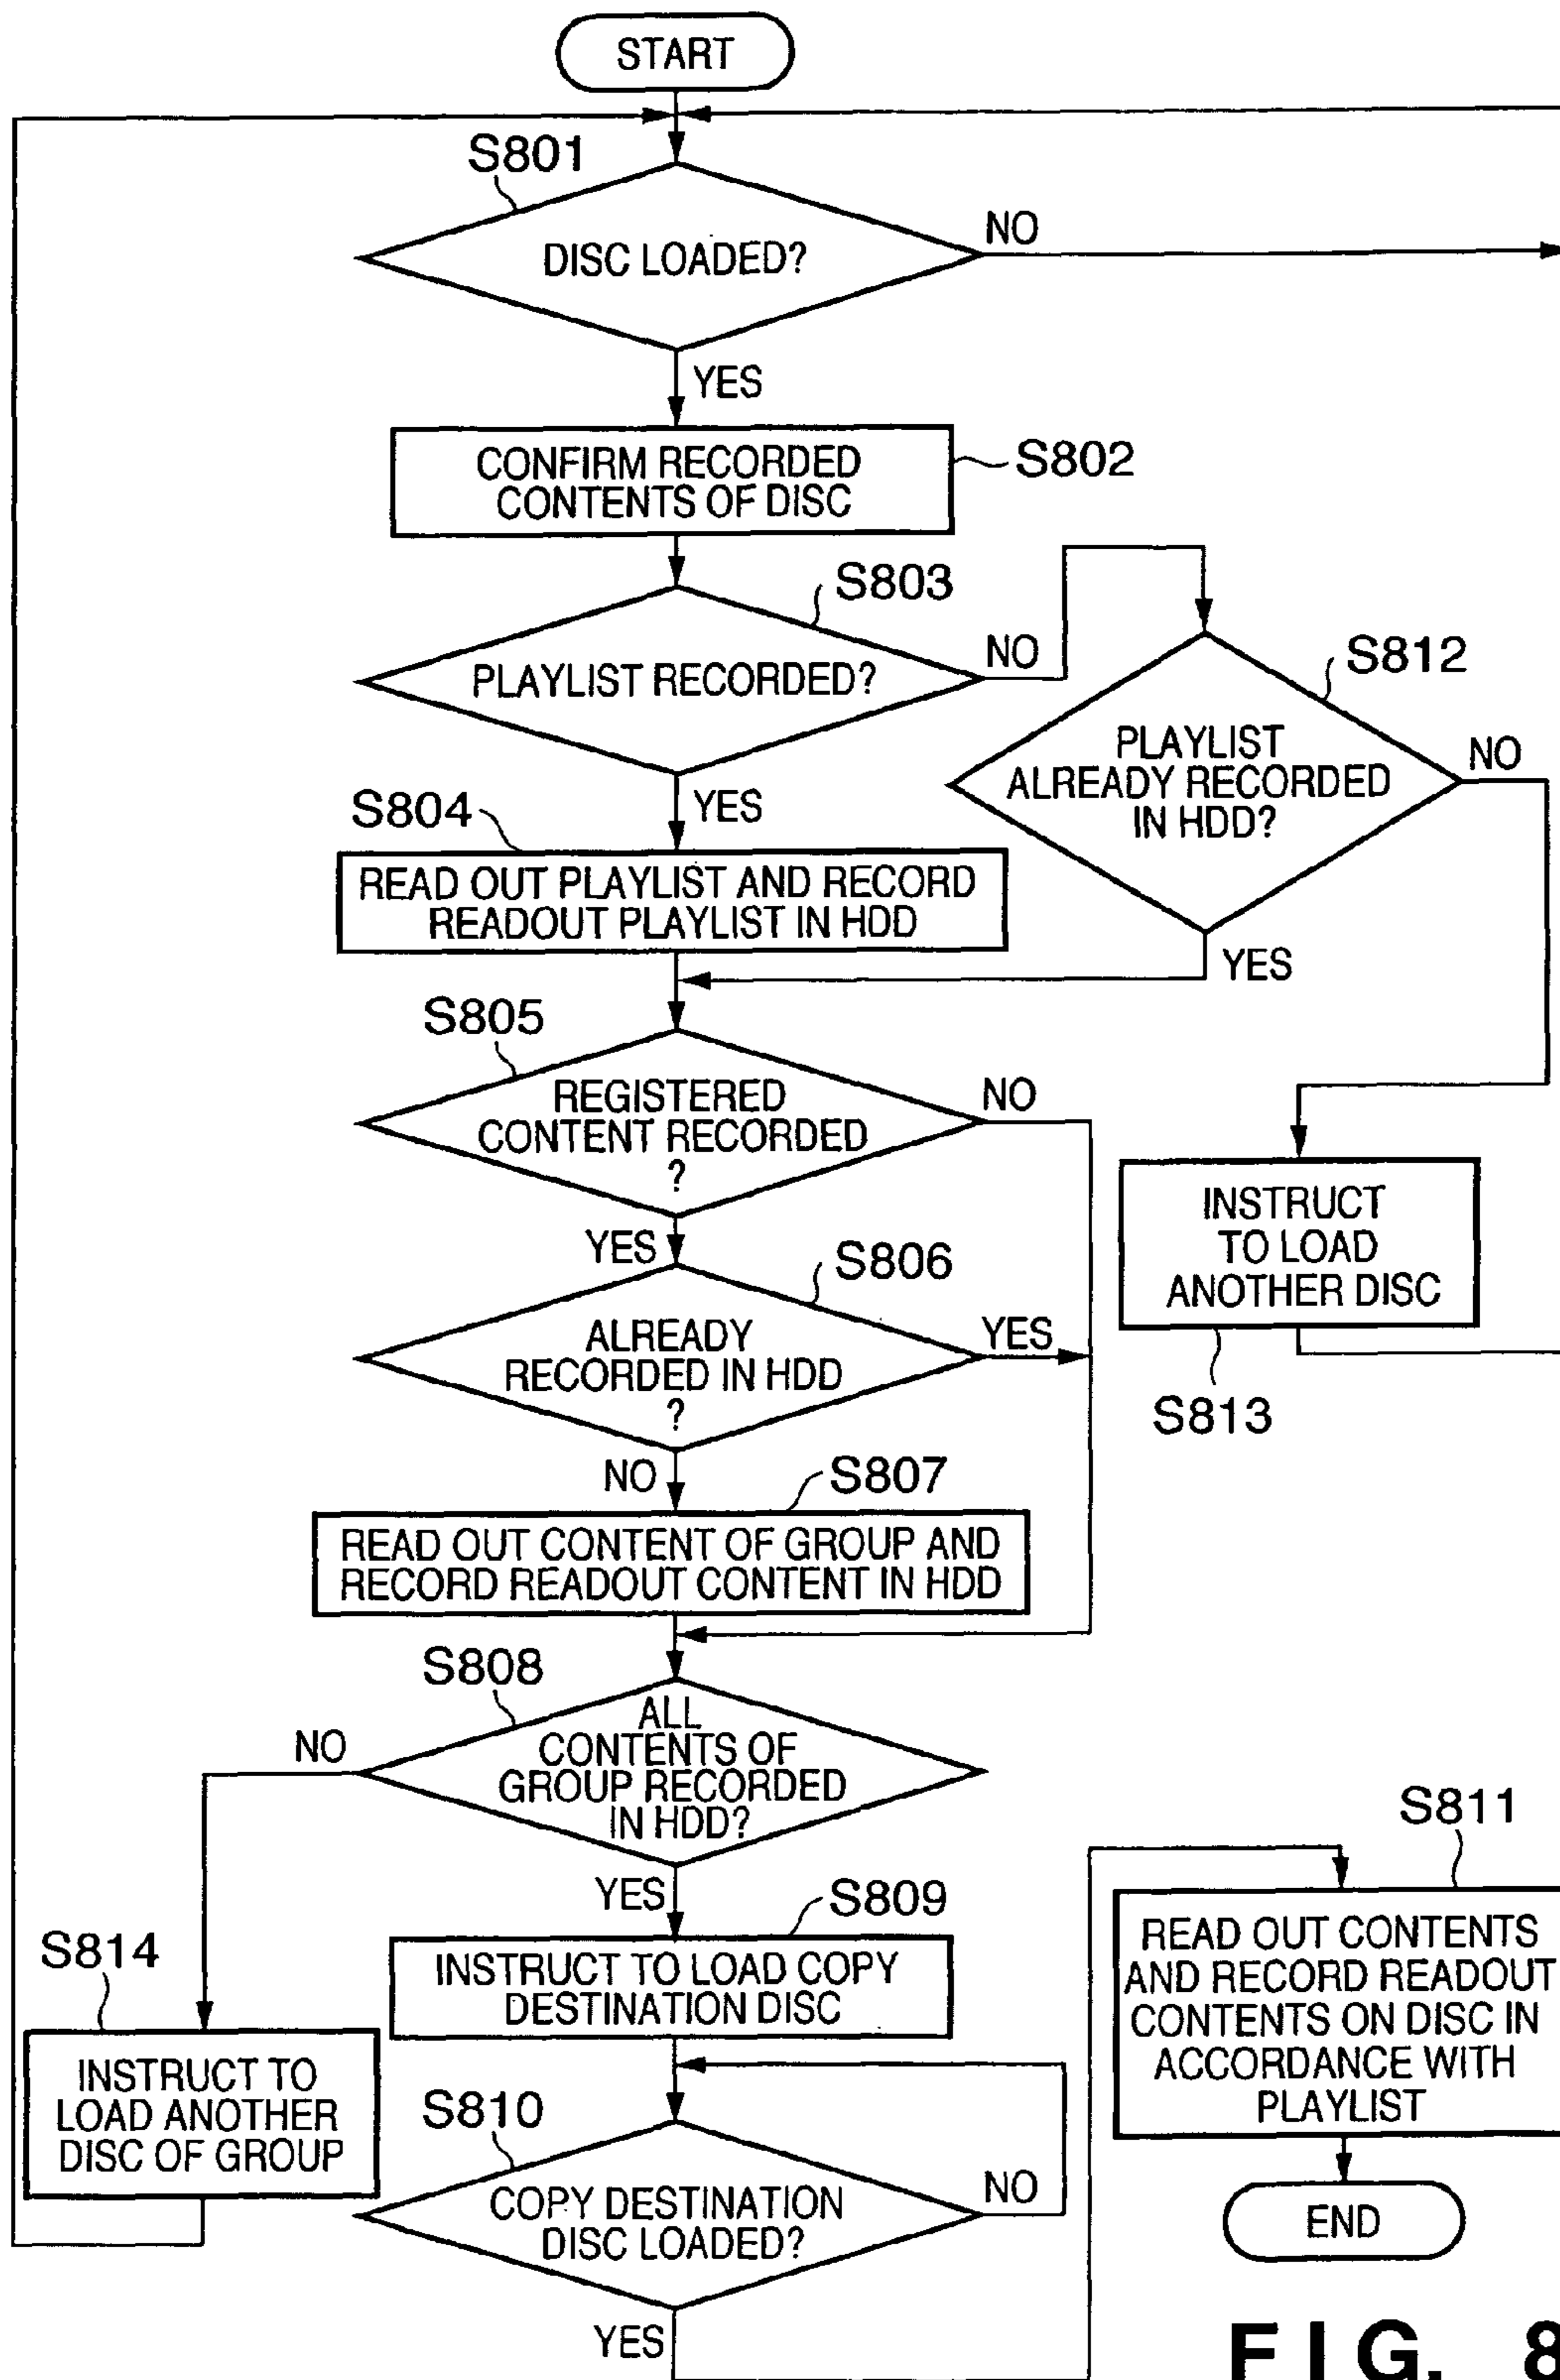 START
S801
DISC LOADED?
NO
YES
CONFIRM RECORDED
CONTENTS OF DISC
S802
S803
PLAYLIST RECORDED?
NO
S812
PLAYLIST
ALREADY RECORDED
IN HDD?
NO
YES
S804
YES
READ OUT PLAYLIST AND RECORD
READOUT PLAYLIST IN HDD
S805
REGISTERED
CONTENT RECORDED
?
NO
YES
INSTRUCT
TO LOAD
ANOTHER DISC
S813
S806
ALREADY
RECORDED IN HDD
?
YES
NO
S807
READ OUT CONTENT OF GROUP AND
RECORD READOUT CONTENT IN HDD
S808
ALL
CONTENTS OF
GROUP RECORDED
IN HDD?
NO
YES
S809
INSTRUCT TO LOAD COPY
DESTINATION DISC
S814
INSTRUCT TO
LOAD ANOTHER
DISC OF GROUP
S810
COPY DESTINATION
DISC LOADED?
NO
YES
S811
READ OUT CONTENTS
AND RECORD READOUT
CONTENTS ON DISC IN
ACCORDANCE WITH
PLAYLIST
END
FIG. 8